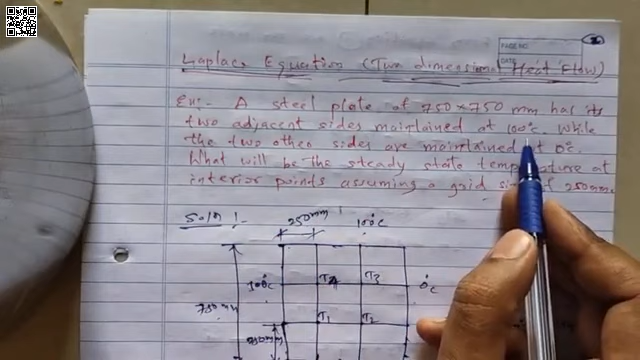 PAGE NO.
DATE
Laplace Equation (Two dimensional Heat Flow)
Ex:- A steel plate of 750 x 750 mm has its
two adjacent sides maintained at 100°c while
the two other sides are maintained at 0°c.
What will be the steady state temperature at
interior points assuming a grid size of 250mm.
Soln :-
250mm
100°c
100°c
T4
T3
0°c
750 mm
T1
T2
250mm